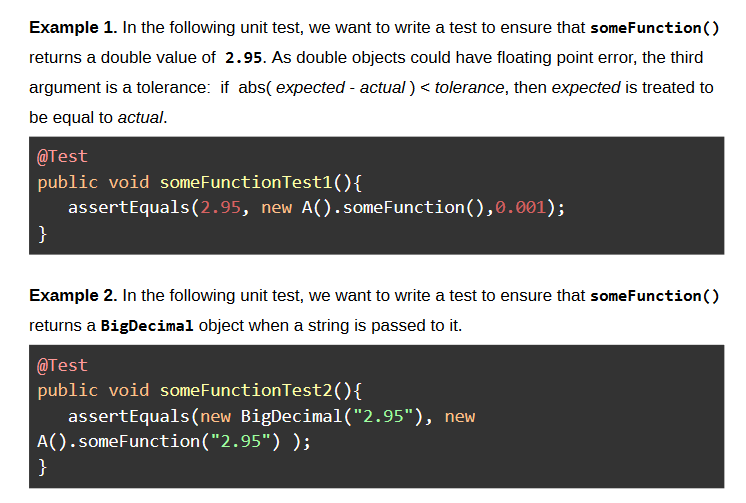 Example 1. In the following unit test, we want to write a test to ensure that someFunction()
returns a double value of 2.95. As double objects could have floating point error, the third
argument is a tolerance: if abs( expected - actual ) < tolerance, then expected is treated to
be equal to actual.
@Test
public void someFunctionTest1(){
assertEquals(2.95, new A().someFunction(),0.001);
}
Example 2. In the following unit test, we want to write a test to ensure that someFunction()
returns a BigDecimal object when a string is passed to it.
@Test
public void someFunctionTest2(){
assertEquals(new BigDecimal("2.95"), new
A().someFunction("2.95") );
}